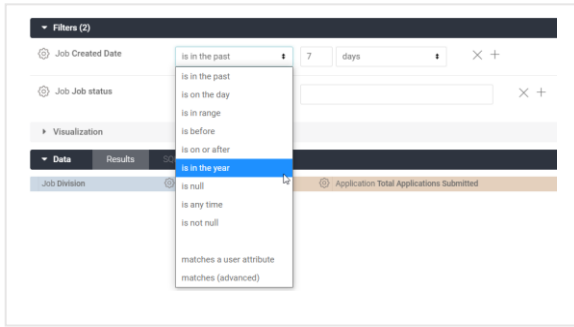 Filters (2)
Job Created Date is in the past 7 days
is in the past
is on the day
Job Job status
is in range
is before
Visualization
is on or after
Data Results SQ
is in the year
Job Division is null Application Total Applications Submitted
is any time
is not null
matches a user attribute
matches (advanced)